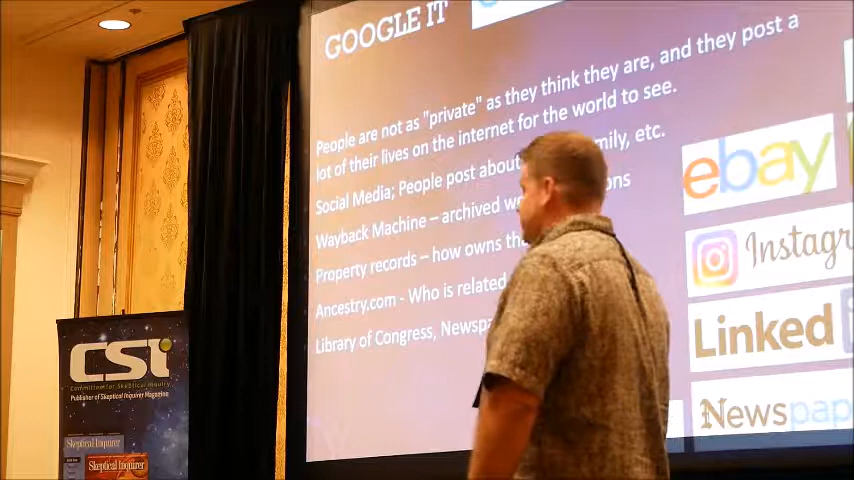 GOOGLE IT
People are not as "private" as they think they are, and they post a
lot of their lives on the internet for the world to see.
Social Media; People post about mily, etc.
Wayback Machine – archived ons
Property records – how owns
Ancestry.com - Who is related
Library of Congress, Newsp
ebay
Instagr
Linked
Newspap
CSI
Committee for Skeptical Inquiry
Publisher of Skeptical Inquirer Magazine
Skeptical Inquirer
Skeptical Inquirer